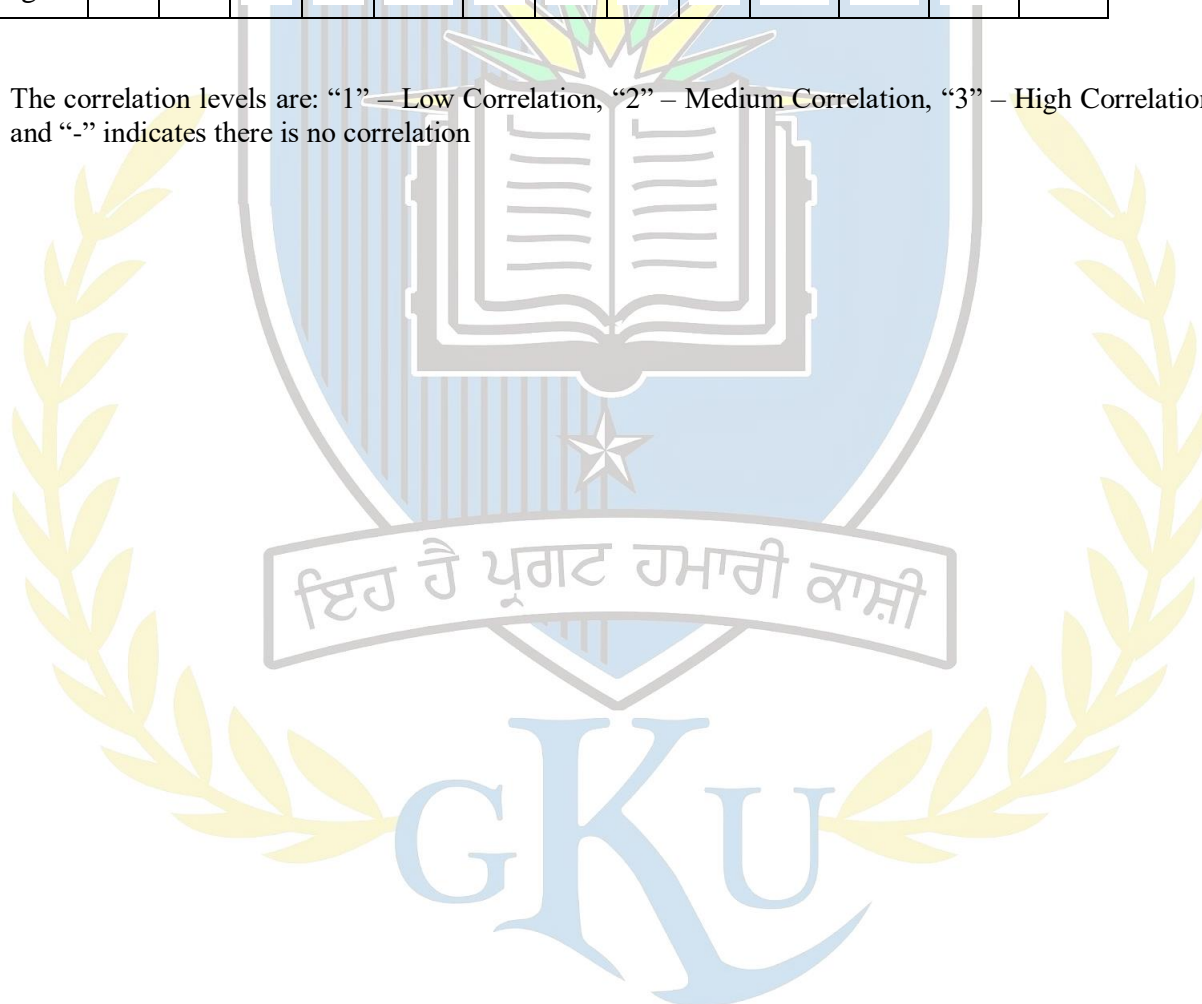 The correlation levels are: “1” – Low Correlation, “2” – Medium Correlation, “3” – High Correlation
and “-” indicates there is no correlation
ਇਹ ਹੈ ਪ੍ਰਗਟ ਹਮਾਰੀ ਕਾਸ਼ੀ
GKU